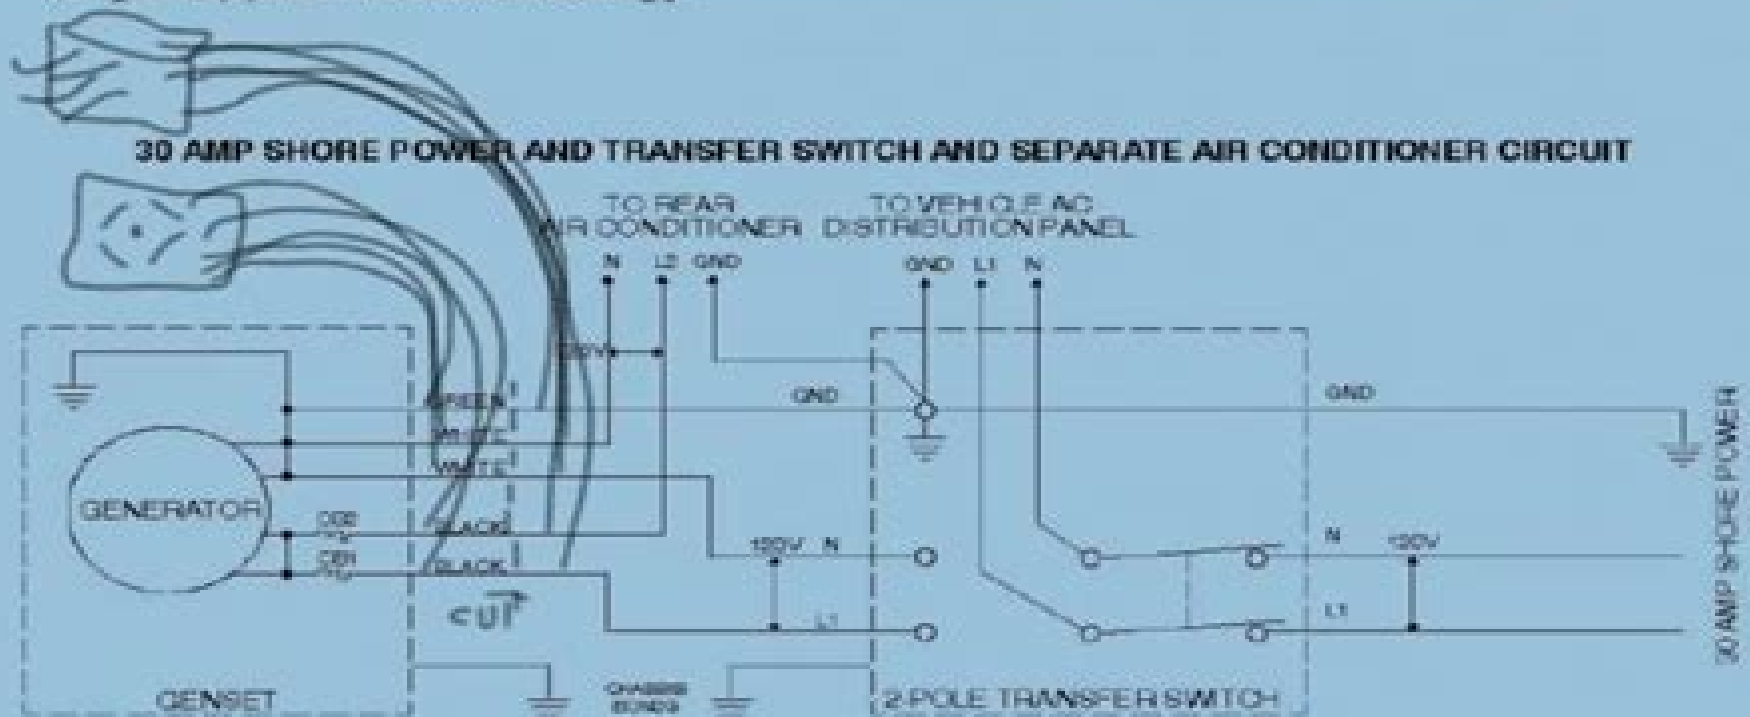 30 AMP SHORE POWER AND TRANSFER SWITCH AND SEPARATE AIR CONDITIONER CIRCUIT
TO REAR
AIR CONDITIONER
TO VEHICLE AC
DISTRIBUTION PANEL
N L2 GND
GND L1 N
GREEN
GND
GND
WHITE
WHITE
GENERATOR
BLACK
BLACK
120V N
L1
N 120V
L1
CUT
30 AMP SHORE POWER
GENSET
CHASSIS
BONDS
2-POLE TRANSFER SWITCH